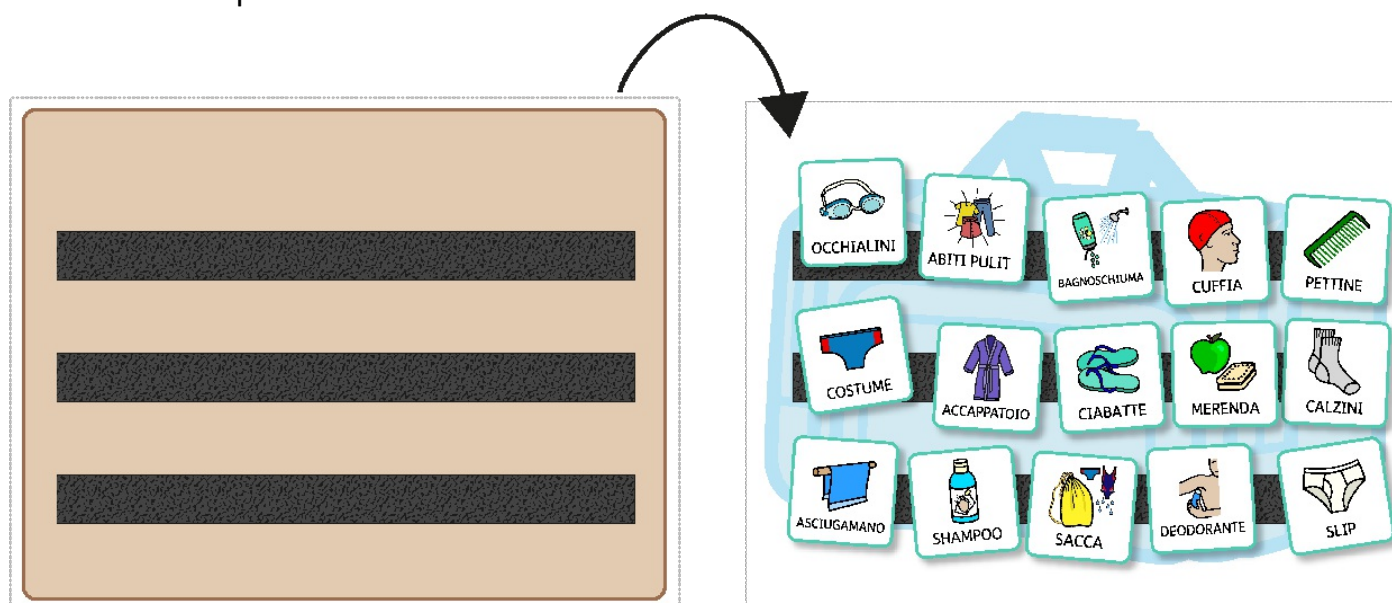 OCCHIALINI
ABITI PULIT
BAGNOSCHIUMA
CUFFIA
PETTINE
COSTUME
ACCAPPATOIO
CIABATTE
MERENDA
CALZINI
ASCIUGAMANO
SHAMPOO
SACCA
DEODORANTE
SLIP